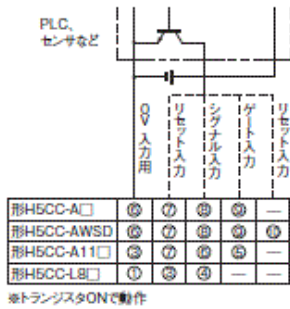 PLC、
センサなど
0V 入力用
リセット入力
シグナル入力
ゲート入力
リセット入力
形H5CC-A□ ⑥ ⑦ ⑧ ⑨ ―
形H5CC-AWSD ⑥ ⑦ ⑧ ⑨ ⑩
形H5CC-A11□ ③ ⑦ ⑥ ⑤ ―
形H5CC-L8□ ① ③ ④ ― ―
※トランジスタONで動作